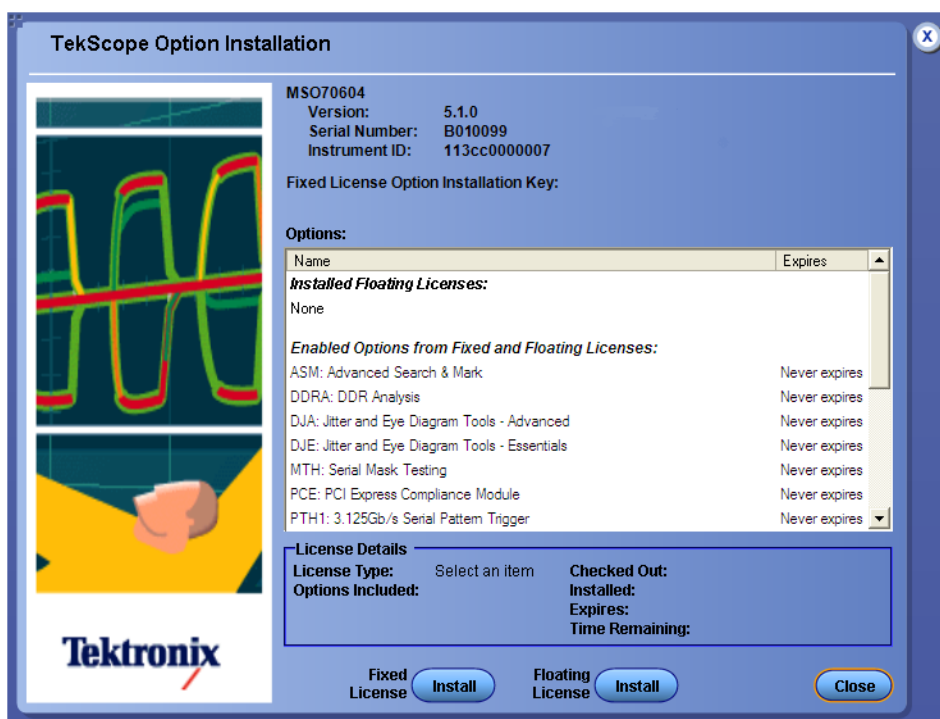 TekScope Option Installation
X
MSO70604
Version: 5.1.0
Serial Number: B010099
Instrument ID: 113cc0000007
Fixed License Option Installation Key:
Options:
Name Expires
Installed Floating Licenses:
None
Enabled Options from Fixed and Floating Licenses:
ASM: Advanced Search & Mark Never expires
DDRA: DDR Analysis Never expires
DJA: Jitter and Eye Diagram Tools - Advanced Never expires
DJE: Jitter and Eye Diagram Tools - Essentials Never expires
MTH: Serial Mask Testing Never expires
PCE: PCI Express Compliance Module Never expires
PTH1: 3.125Gb/s Serial Pattern Trigger Never expires
License Details
License Type: Select an item Checked Out:
Options Included: Installed:
Expires:
Time Remaining:
Tektronix
Fixed License Install Floating License Install Close